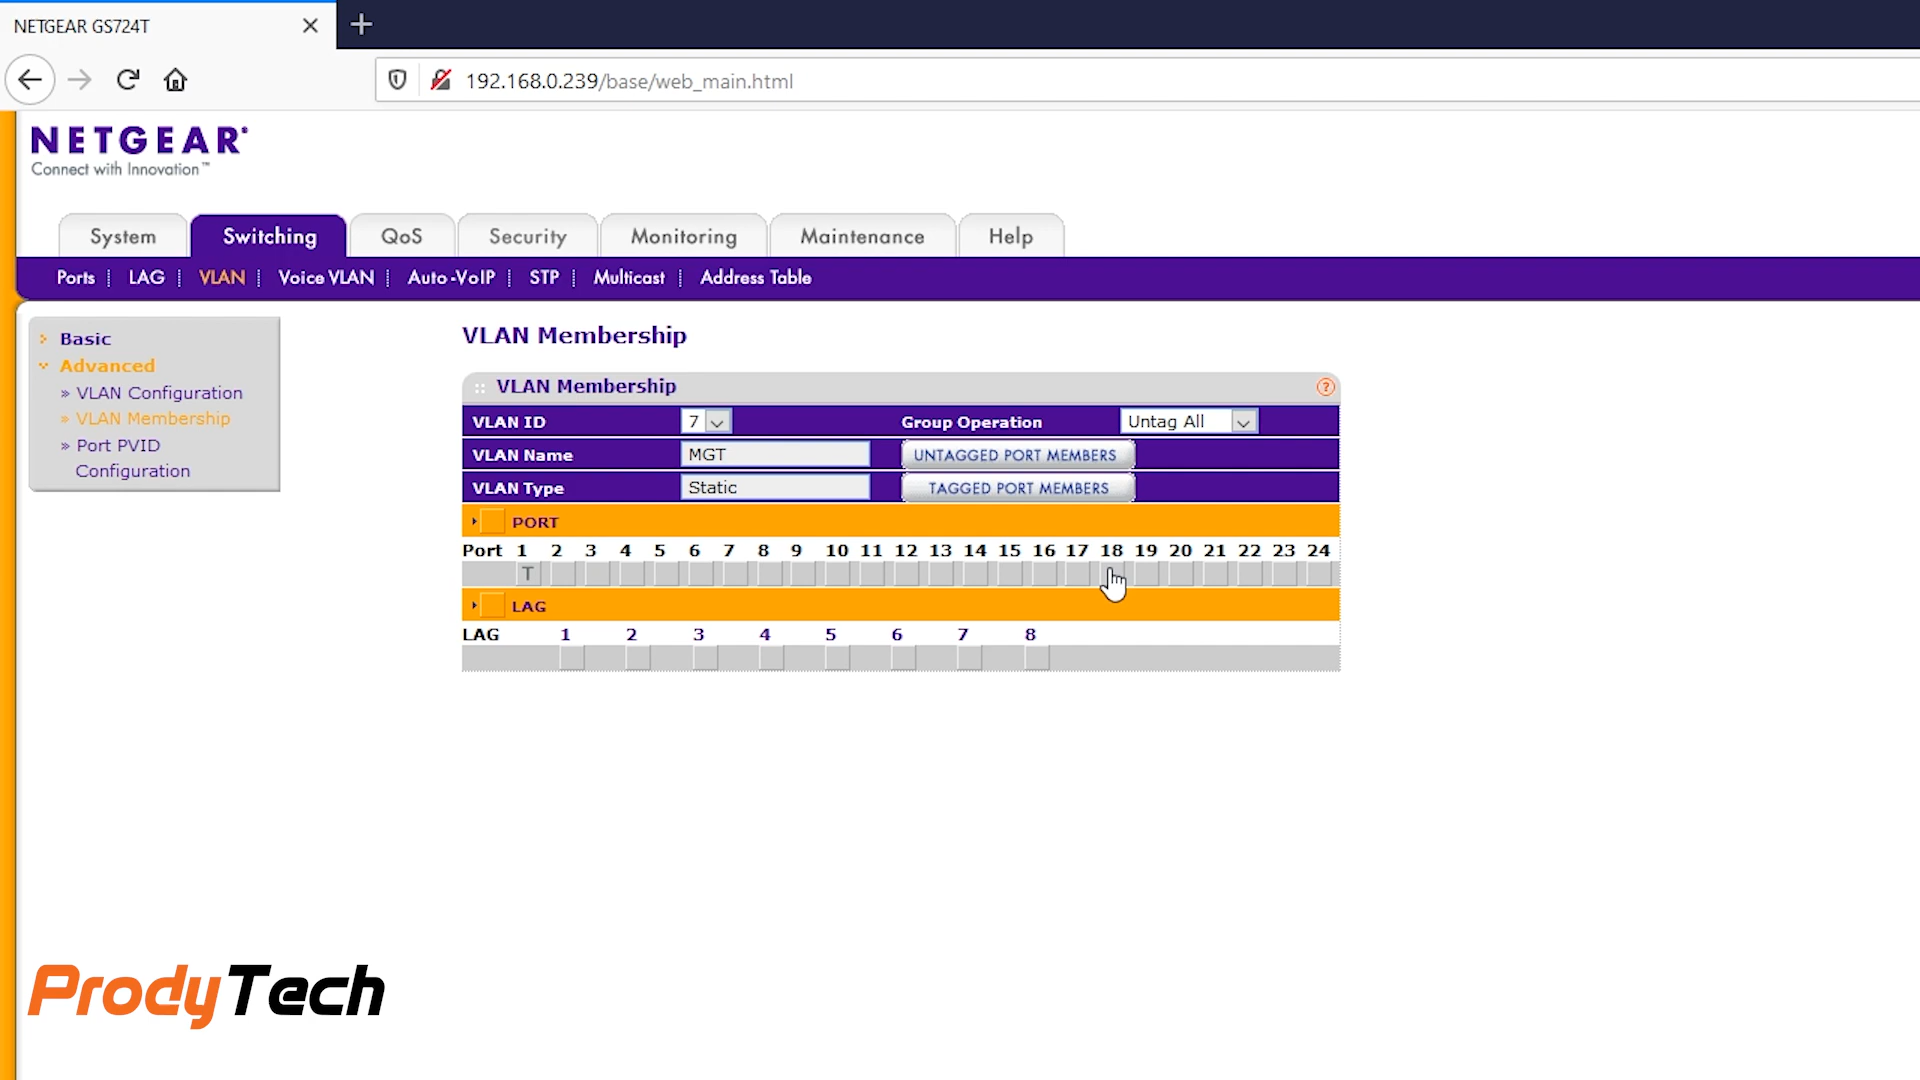 NETGEAR GS724T
192.168.0.239/base/web_main.html
NETGEAR®
Connect with Innovation™
System Switching QoS Security Monitoring Maintenance Help
Ports LAG VLAN Voice VLAN Auto-VoIP STP Multicast Address Table
Basic
Advanced
» VLAN Configuration
» VLAN Membership
» Port PVID
Configuration
VLAN Membership
VLAN Membership ?
VLAN ID 7 Group Operation Untag All
VLAN Name MGT UNTAGGED PORT MEMBERS
VLAN Type Static TAGGED PORT MEMBERS
PORT
Port 1 2 3 4 5 6 7 8 9 10 11 12 13 14 15 16 17 18 19 20 21 22 23 24
T
LAG
LAG 1 2 3 4 5 6 7 8
ProdyTech